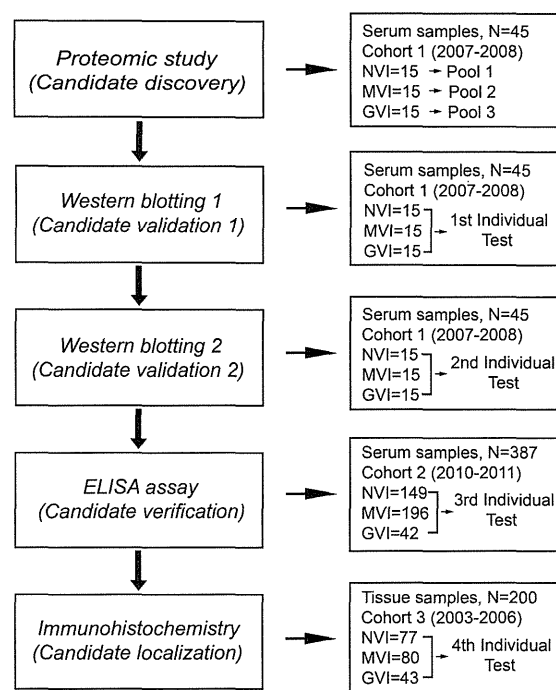 Proteomic study
(Candidate discovery)
Serum samples, N=45
Cohort 1 (2007-2008)
NVI=15 → Pool 1
MVI=15 → Pool 2
GVI=15 → Pool 3
Western blotting 1
(Candidate validation 1)
Serum samples, N=45
Cohort 1 (2007-2008)
NVI=15
MVI=15
GVI=15
→ 1st Individual
Test
Western blotting 2
(Candidate validation 2)
Serum samples, N=45
Cohort 1 (2007-2008)
NVI=15
MVI=15
GVI=15
→ 2nd Individual
Test
ELISA assay
(Candidate verification)
Serum samples, N=387
Cohort 2 (2010-2011)
NVI=149
MVI=196
GVI=42
→ 3rd Individual
Test
Immunohistochemistry
(Candidate localization)
Tissue samples, N=200
Cohort 3 (2003-2006)
NVI=77
MVI=80
GVI=43
→ 4th Individual
Test